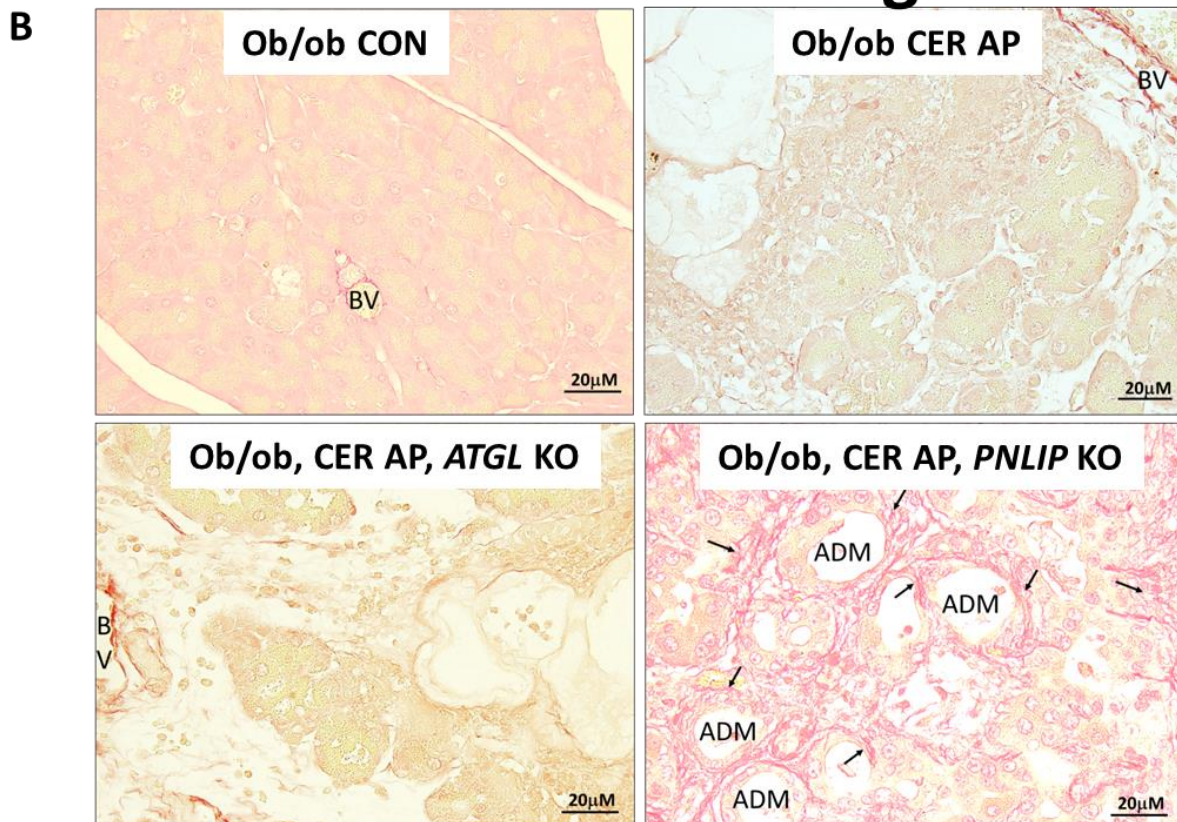 g
B
Ob/ob CON
BV
20μM
Ob/ob CER AP
BV
20μM
Ob/ob, CER AP, ATGL KO
B
V
20μM
Ob/ob, CER AP, PNLIP KO
ADM
ADM
ADM
ADM
20μM